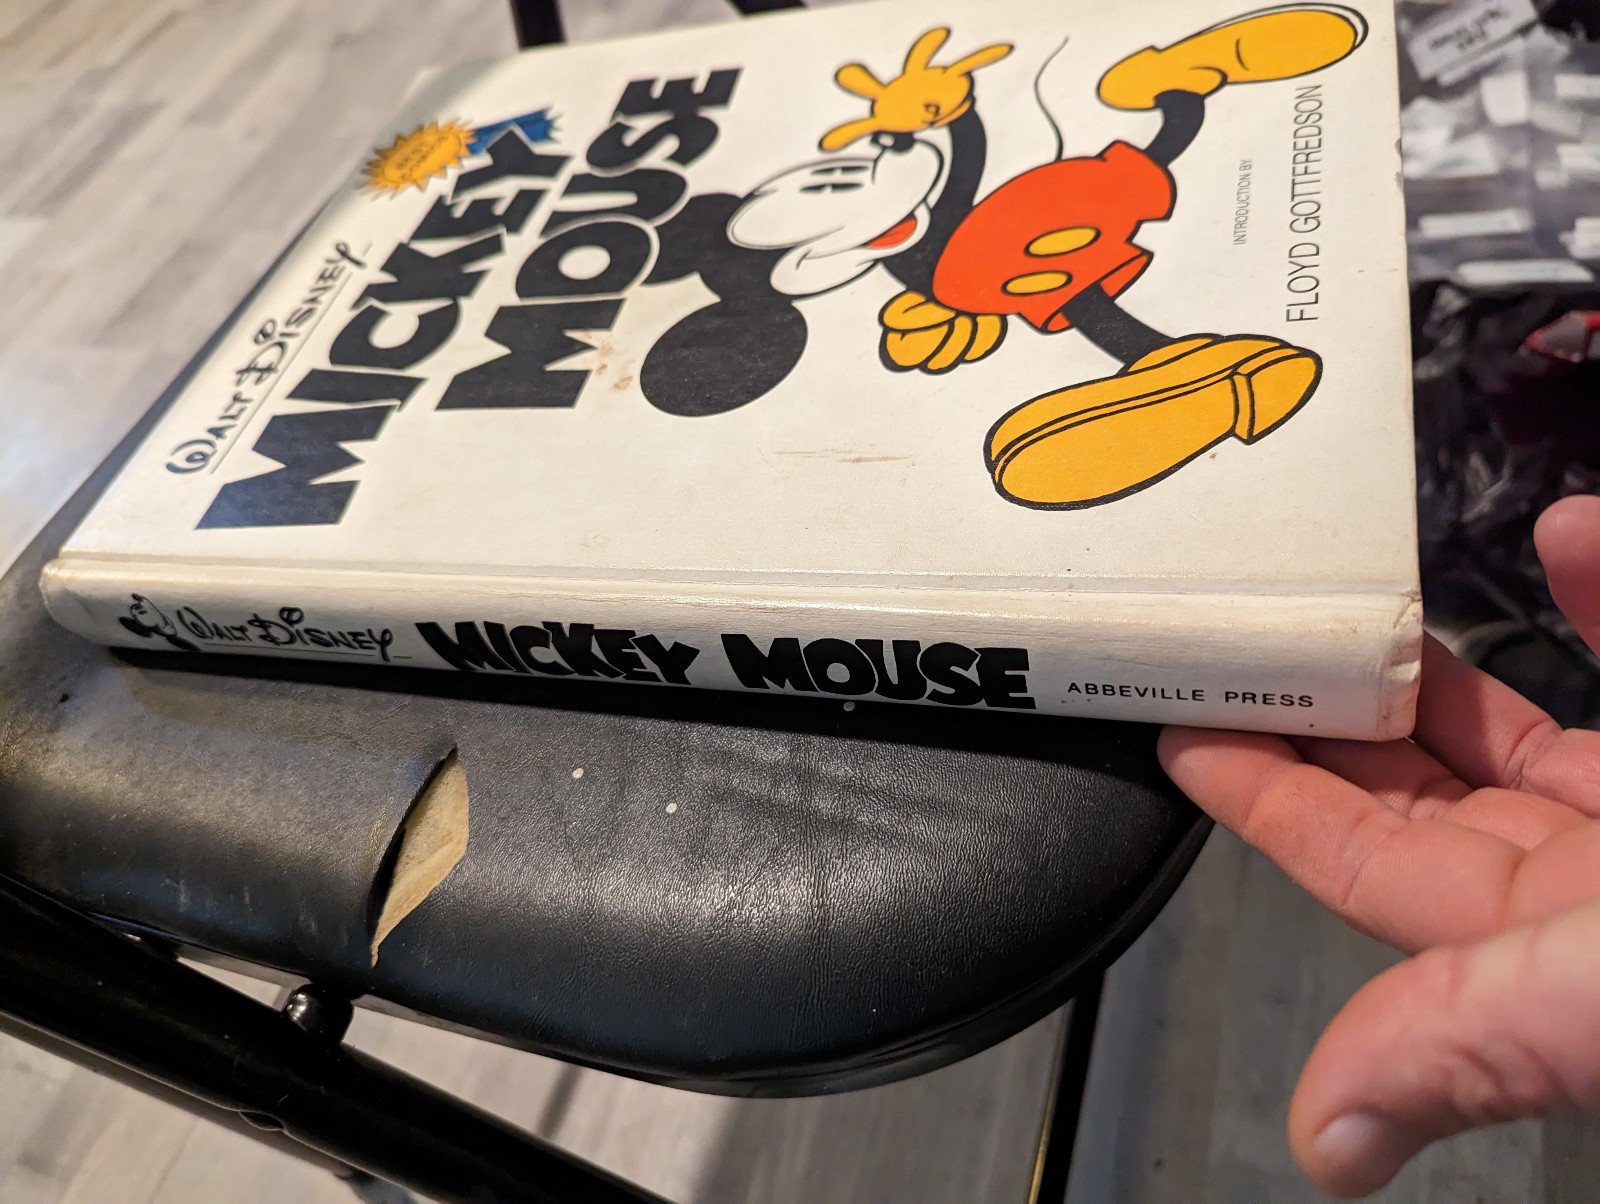 WALT DISNEY
MICKEY
MOUSE
INTRODUCTION BY
FLOYD GOTTFREDSON
WALT DISNEY MICKEY MOUSE ABBEVILLE PRESS